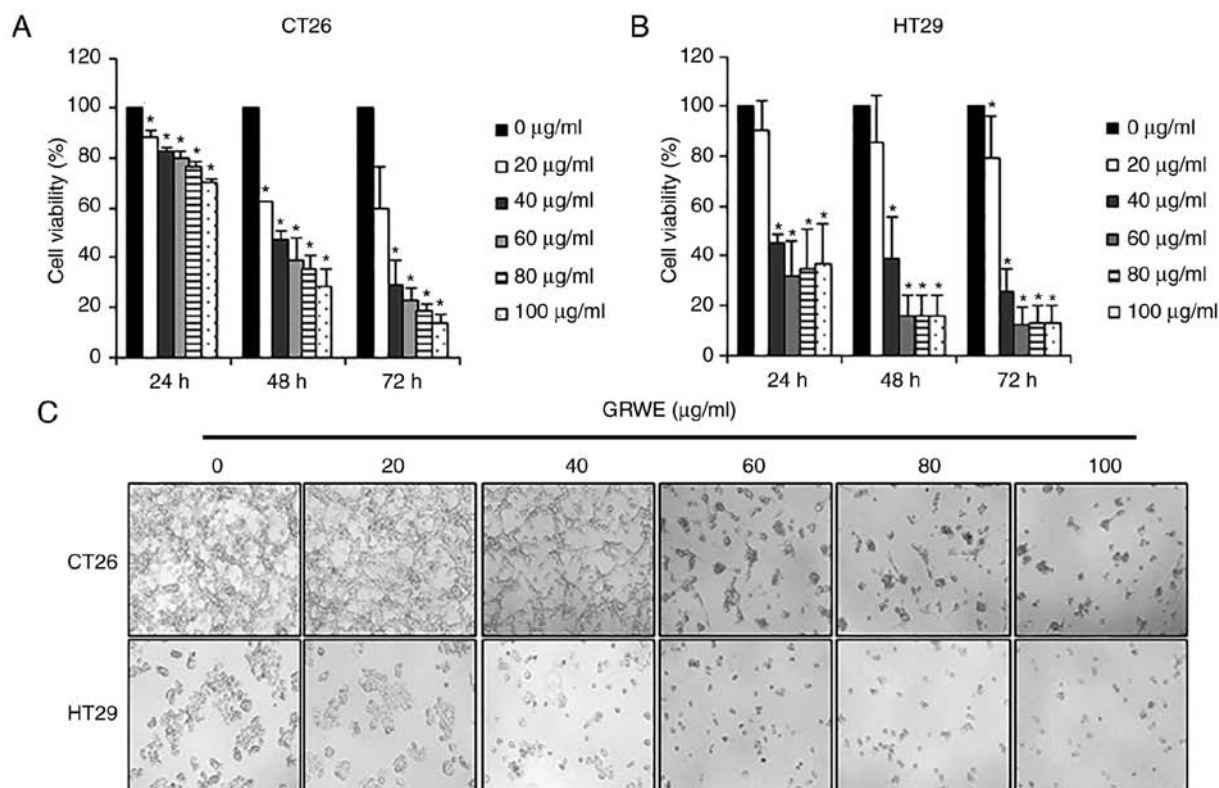 A
CT26
Cell viability (%)
120
100
80
60
40
20
0
* * * * *
* * * * *
* * * *
24 h
48 h
72 h
0 μg/ml
20 μg/ml
40 μg/ml
60 μg/ml
80 μg/ml
100 μg/ml
B
HT29
Cell viability (%)
120
100
80
60
40
20
0
* * * *
* * * *
* * * * *
24 h
48 h
72 h
0 μg/ml
20 μg/ml
40 μg/ml
60 μg/ml
80 μg/ml
100 μg/ml
C
GRWE (μg/ml)
0 20 40 60 80 100
CT26
HT29